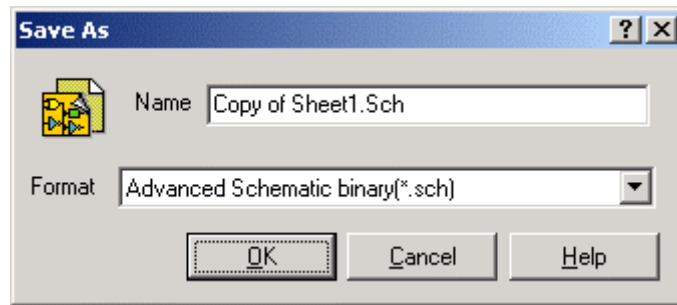 Save As
Name Copy of Sheet1.Sch
Format Advanced Schematic binary(*.sch)
OK Cancel Help